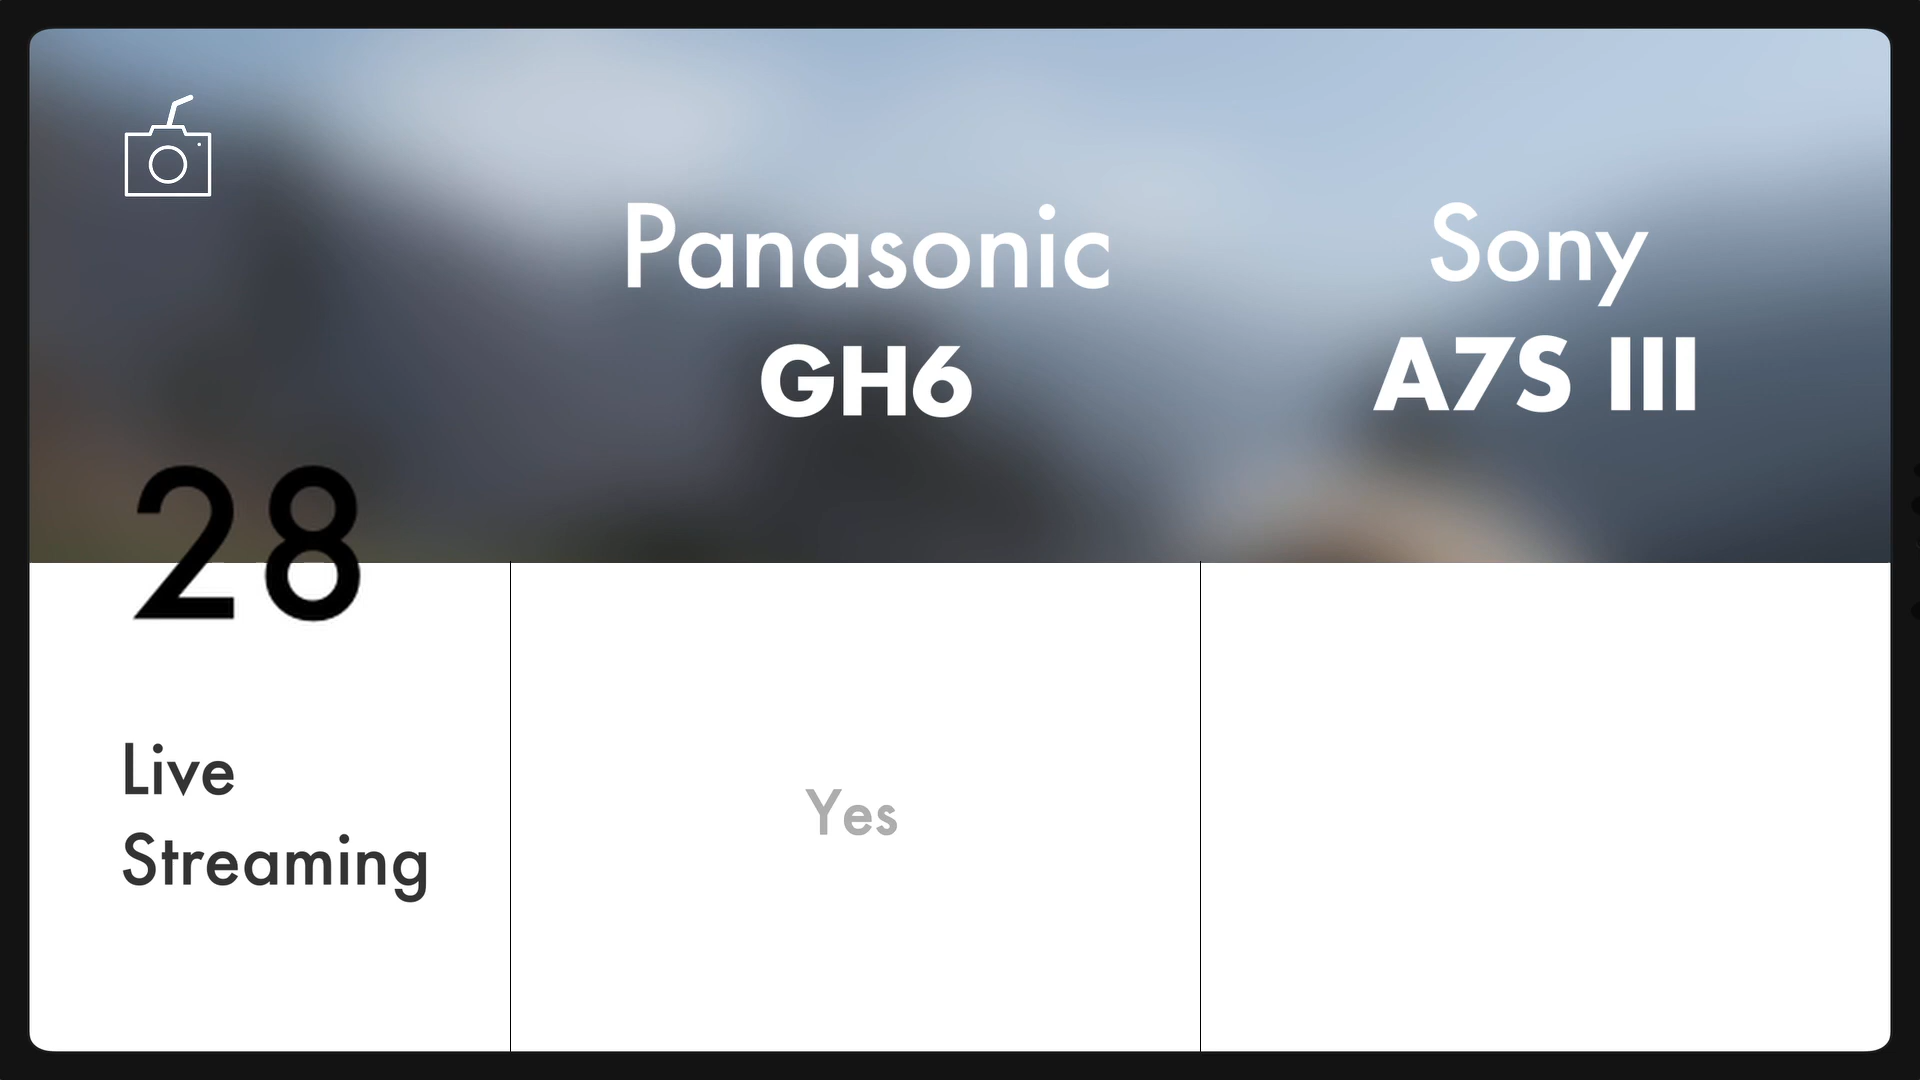 Panasonic
GH6
Sony
A7S III
28
Live
Streaming
Yes